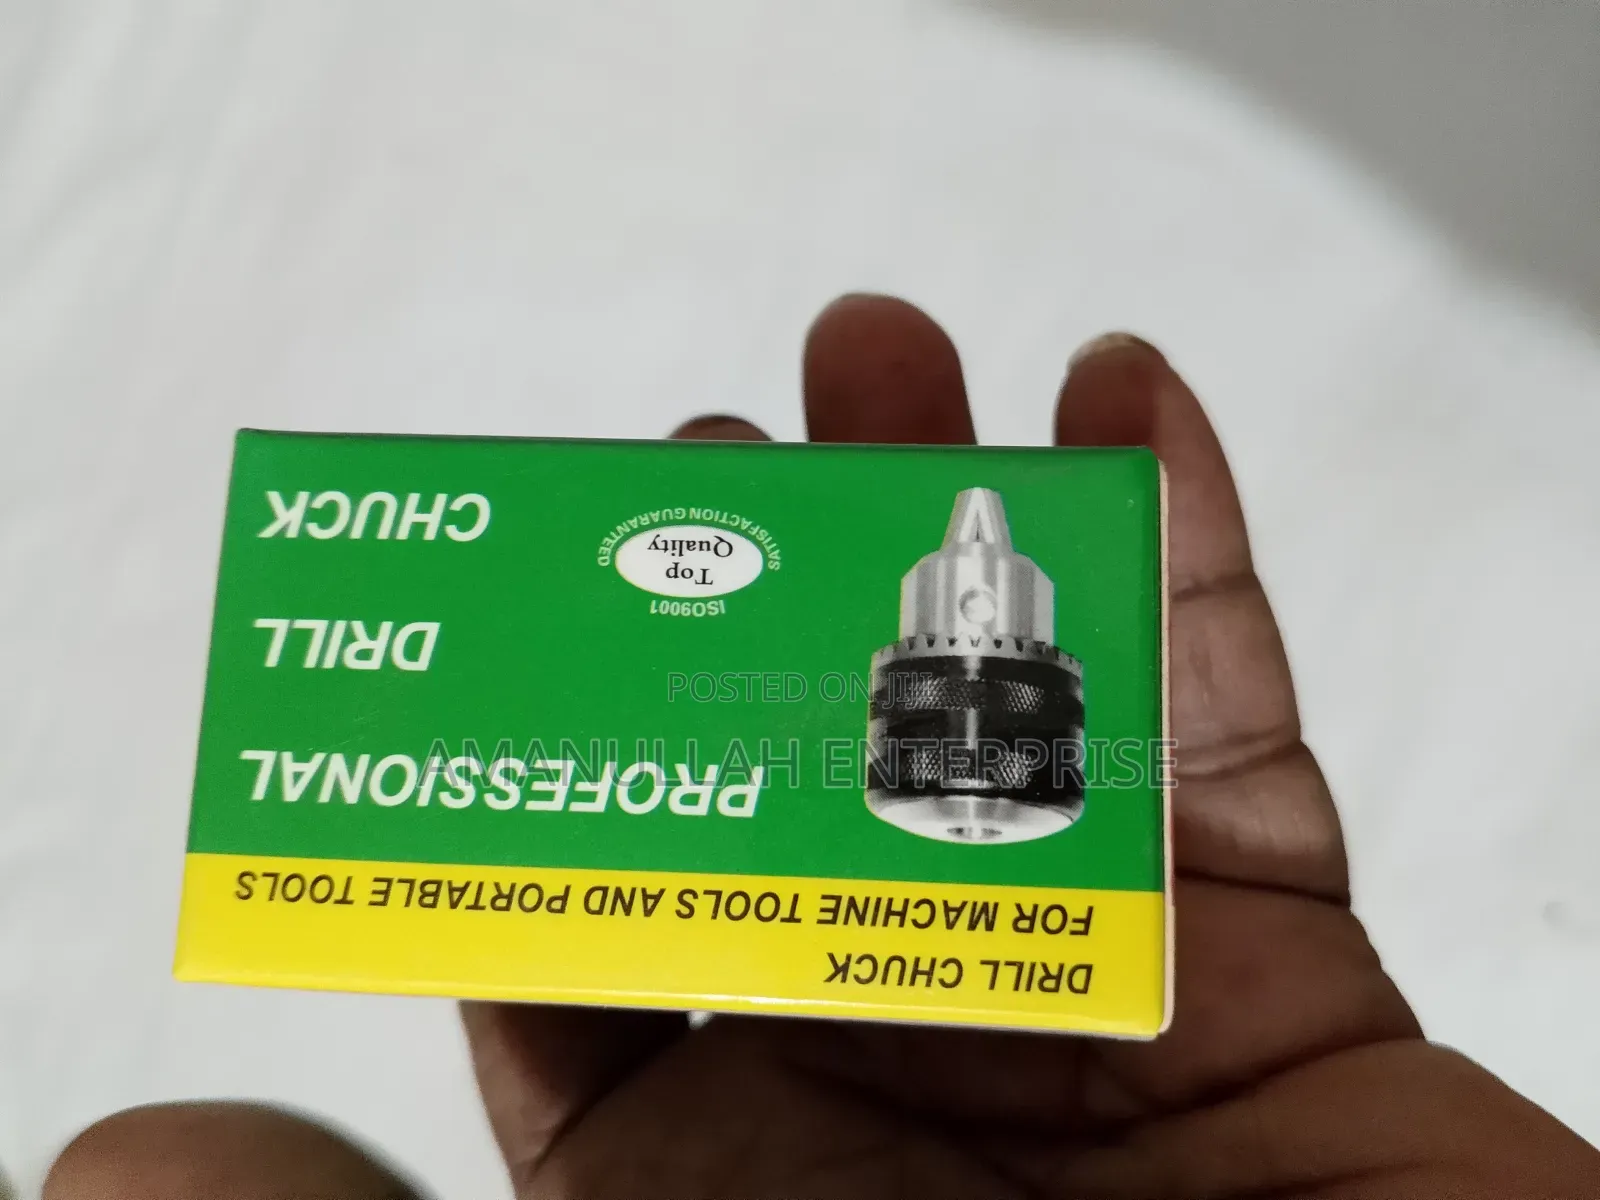 DRILL CHUCK
FOR MACHINE TOOLS AND PORTABLE TOOLS
PROFESSIONAL
DRILL
CHUCK
ISO9001
Top
Quality
SATISFACTION GUARANTEED
POSTED ON JIJI
AMANULLAH ENTERPRISE